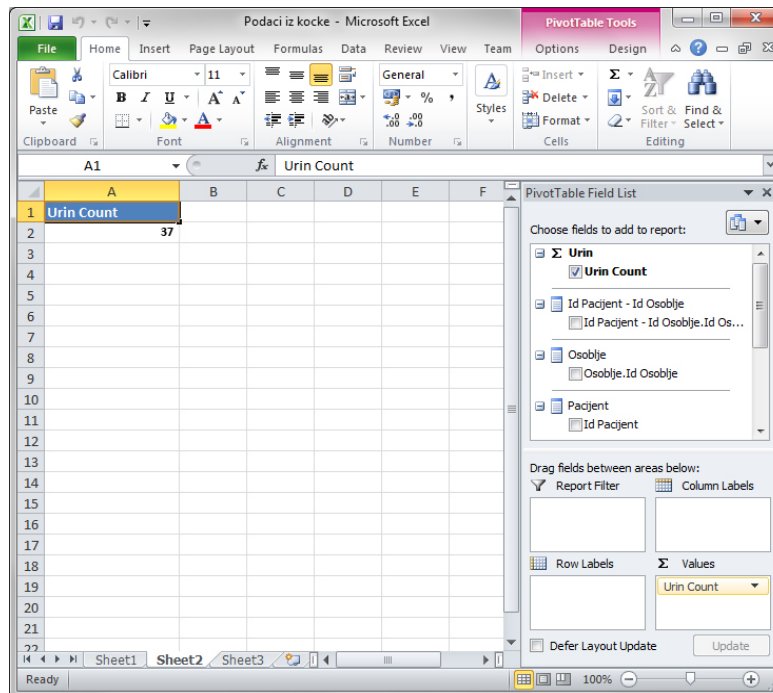 Podaci iz kocke - Microsoft Excel
PivotTable Tools
File Home Insert Page Layout Formulas Data Review View Team Options Design
Paste
Clipboard
Calibri 11
B I U A A
A
Font
Alignment
General
% ,
Number
Styles
Insert
Delete
Format
Cells
Sort & Filter
Find & Select
Editing
A1 fx Urin Count
A B C D E F
1 Urin Count
2 37
3
4
5
6
7
8
9
10
11
12
13
14
15
16
17
18
19
20
21
22
PivotTable Field List
Choose fields to add to report:
Σ Urin
Urin Count
Id Pacijent - Id Osoblje
Id Pacijent - Id Osoblje.Id Os...
Osoblje
Osoblje.Id Osoblje
Pacijent
Id Pacijent
Drag fields between areas below:
Report Filter Column Labels
Row Labels Σ Values
Urin Count
Defer Layout Update Update
Sheet1 Sheet2 Sheet3
Ready 100%